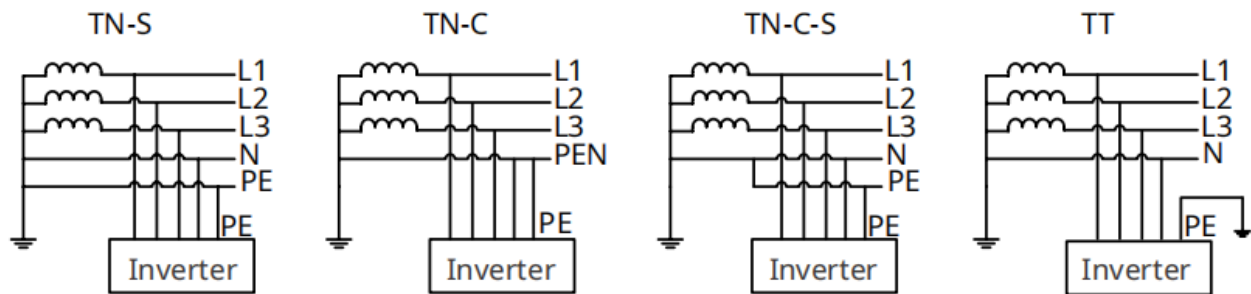 TN-S
TN-C
TN-C-S
TT
L1
L2
L3
N
PE
PE
Inverter
L1
L2
L3
PEN
PE
Inverter
L1
L2
L3
N
PE
PE
Inverter
L1
L2
L3
N
PE
Inverter